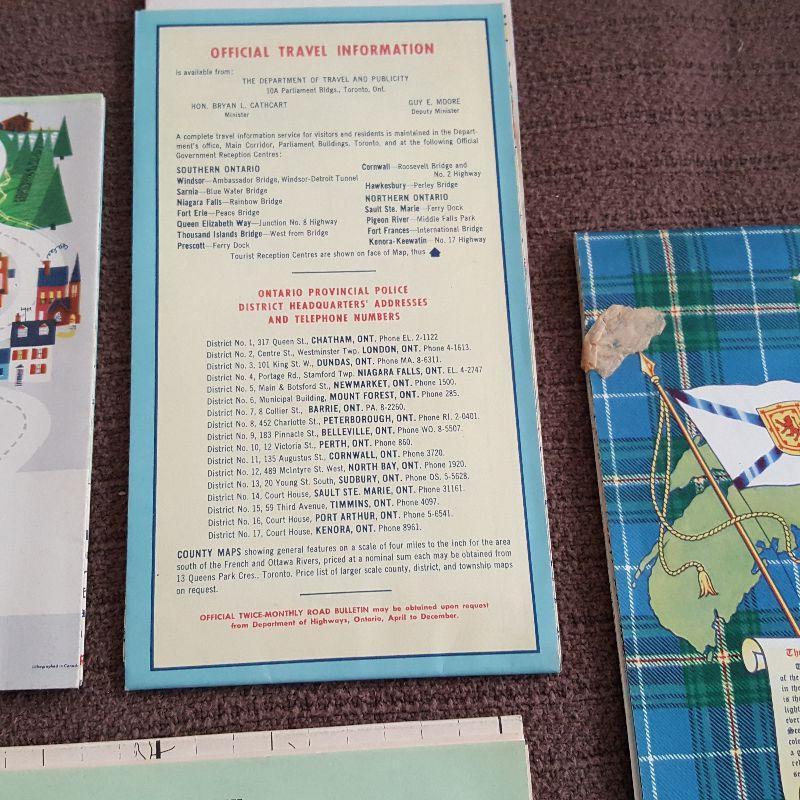 OFFICIAL TRAVEL INFORMATION
is available from:
THE DEPARTMENT OF TRAVEL AND PUBLICITY
10A Parliament Bldgs., Toronto, Ont.
HON. BRYAN L. CATHCART
Minister
GUY E. MOORE
Deputy Minister
A complete travel information service for visitors and residents is maintained in the Depart-
ment's office, Main Corridor, Parliament Buildings, Toronto, and at the following Official
Government Reception Centres:
SOUTHERN ONTARIO
Windsor—Ambassador Bridge, Windsor-Detroit Tunnel
Sarnia—Blue Water Bridge
Niagara Falls—Rainbow Bridge
Fort Erie—Peace Bridge
Queen Elizabeth Way—Junction No. 8 Highway
Thousand Islands Bridge—West from Bridge
Prescott—Ferry Dock
Cornwall—Roosevelt Bridge and
No. 2 Highway
Hawkesbury—Perley Bridge
NORTHERN ONTARIO
Sault Ste. Marie—Ferry Dock
Pigeon River—Middle Falls Park
Fort Frances—International Bridge
Kenora-Keewatin—No. 17 Highway
Tourist Reception Centres are shown on face of Map, thus
ONTARIO PROVINCIAL POLICE
DISTRICT HEADQUARTERS' ADDRESSES
AND TELEPHONE NUMBERS
District No. 1, 317 Queen St., CHATHAM, ONT. Phone EL. 2-1122
District No. 2, Centre St., Westminster Twp. LONDON, ONT. Phone 4-1613.
District No. 3, 101 King St. W., DUNDAS, ONT. Phone MA. 8-6311.
District No. 4, Portage Rd., Stamford Twp. NIAGARA FALLS, ONT. EL. 4-2747
District No. 5, Main & Botsford St., NEWMARKET, ONT. Phone 1500.
District No. 6, Municipal Building, MOUNT FOREST, ONT. Phone 285.
District No. 7, 8 Collier St., BARRIE, ONT. PA. 8-2260.
District No. 8, 452 Charlotte St., PETERBOROUGH, ONT. Phone RI. 2-0401.
District No. 9, 183 Pinnacle St., BELLEVILLE, ONT. Phone WO. 8-5507.
District No. 10, 12 Victoria St., PERTH, ONT. Phone 860.
District No. 11, 135 Augustus St., CORNWALL, ONT. Phone 3720.
District No. 12, 489 McIntyre St. West, NORTH BAY, ONT. Phone 1920.
District No. 13, 20 Young St. South, SUDBURY, ONT. Phone OS. 5-5628.
District No. 14, Court House, SAULT STE. MARIE, ONT. Phone 31161.
District No. 15, 59 Third Avenue, TIMMINS, ONT. Phone 4097.
District No. 16, Court House, PORT ARTHUR, ONT. Phone 5-6541.
District No. 17, Court House, KENORA, ONT. Phone 8961.
COUNTY MAPS showing general features on a scale of four miles to the inch for the area
south of the French and Ottawa Rivers, priced at a nominal sum each may be obtained from
13 Queens Park Cres., Toronto. Price list of larger scale county, district, and township maps
on request.
OFFICIAL TWICE-MONTHLY ROAD BULLETIN may be obtained upon request
from Department of Highways, Ontario, April to December.
Lithographed in Canada
of the
in the
is the
light
ever